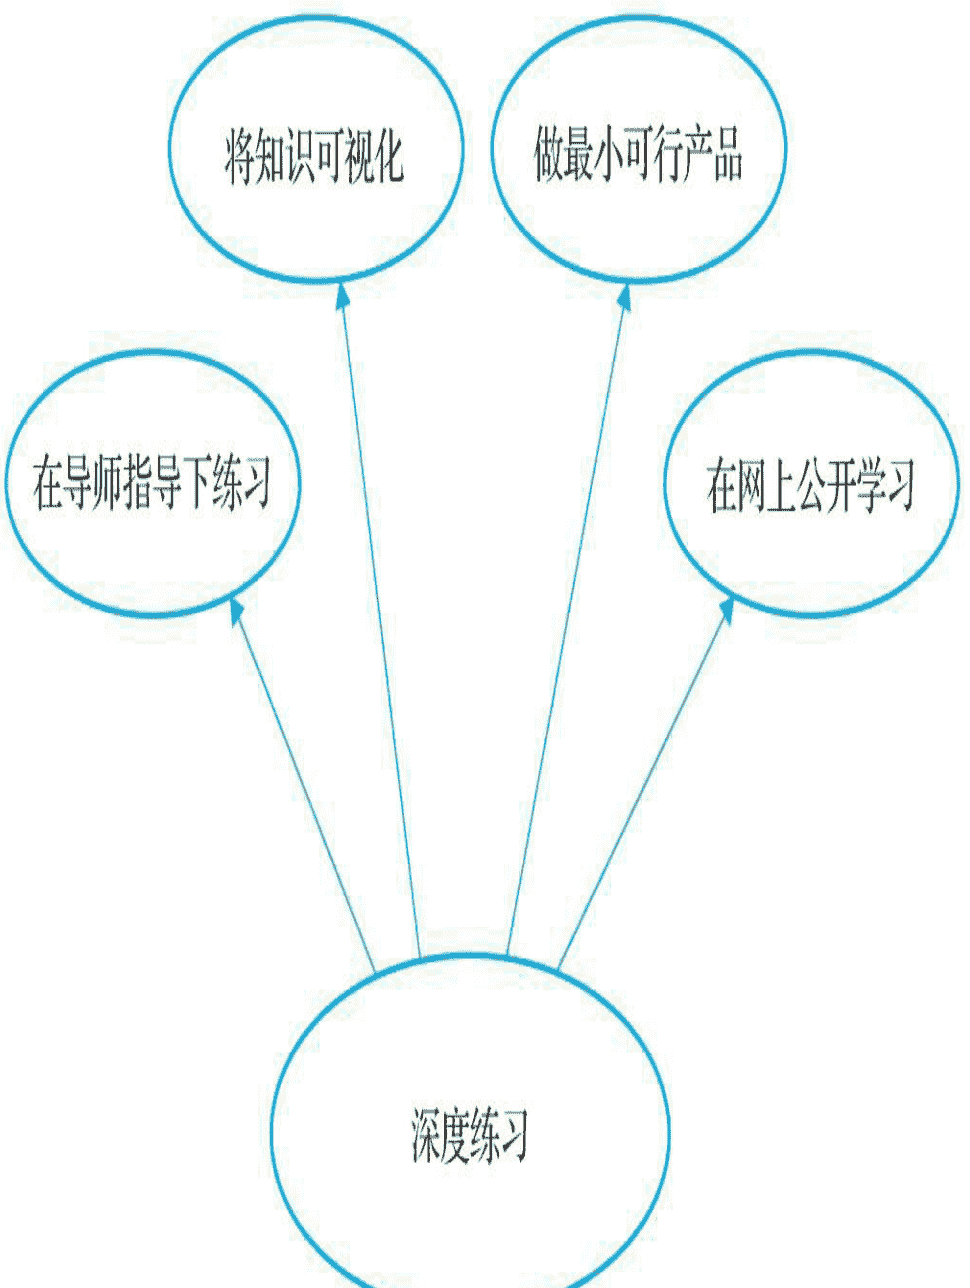 将知识可视化
做最小可行产品
在导师指导下练习
在网上公开学习
深度练习